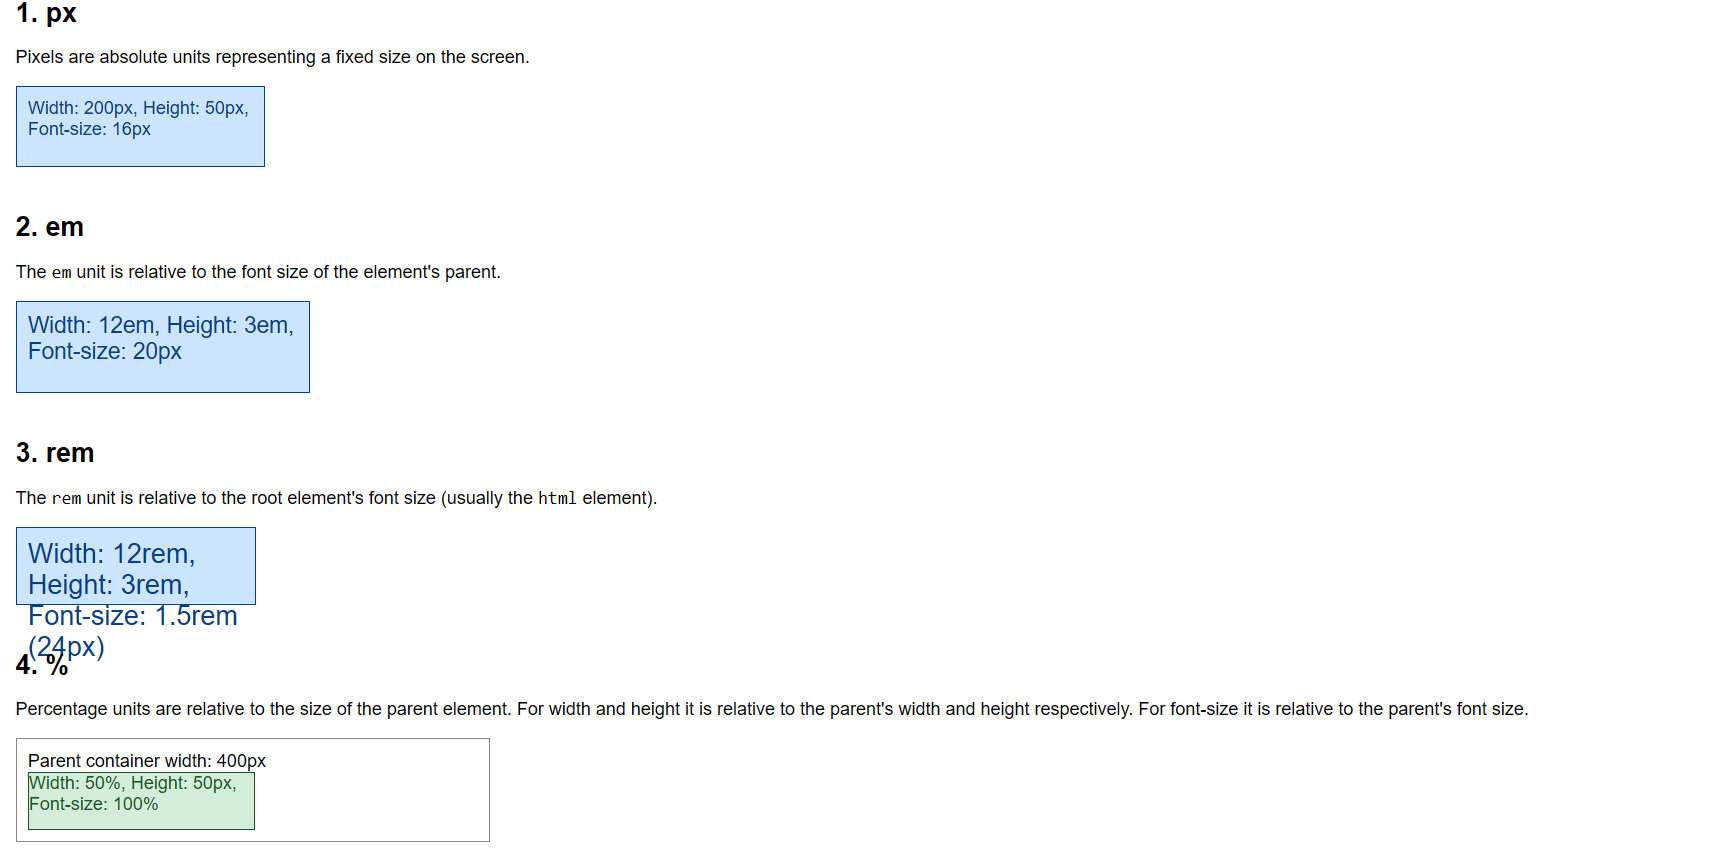 1. px
Pixels are absolute units representing a fixed size on the screen.
Width: 200px, Height: 50px,
Font-size: 16px
2. em
The em unit is relative to the font size of the element's parent.
Width: 12em, Height: 3em,
Font-size: 20px
3. rem
The rem unit is relative to the root element's font size (usually the html element).
Width: 12rem,
Height: 3rem,
Font-size: 1.5rem
(24px)
4. %
Percentage units are relative to the size of the parent element. For width and height it is relative to the parent's width and height respectively. For font-size it is relative to the parent's font size.
Parent container width: 400px
Width: 50%, Height: 50px,
Font-size: 100%